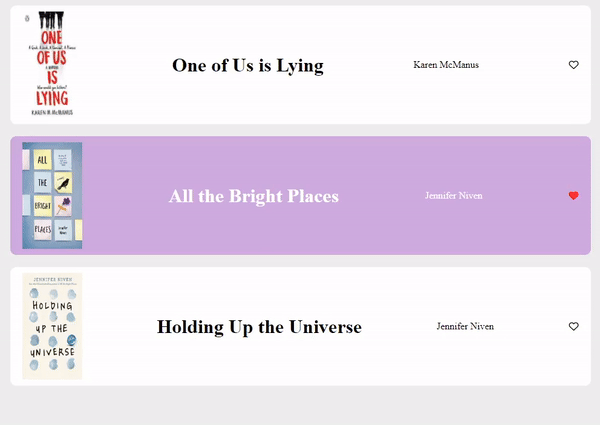 ONE
OF US
IS
LYING
KAREN M. McMANUS
One of Us is Lying
Karen McManus
ALL
THE
BRIGHT
PLACES
Jennifer
Niven
All the Bright Places
Jennifer Niven
JENNIFER NIVEN
HOLDING
UP THE
UNIVERSE
Holding Up the Universe
Jennifer Niven